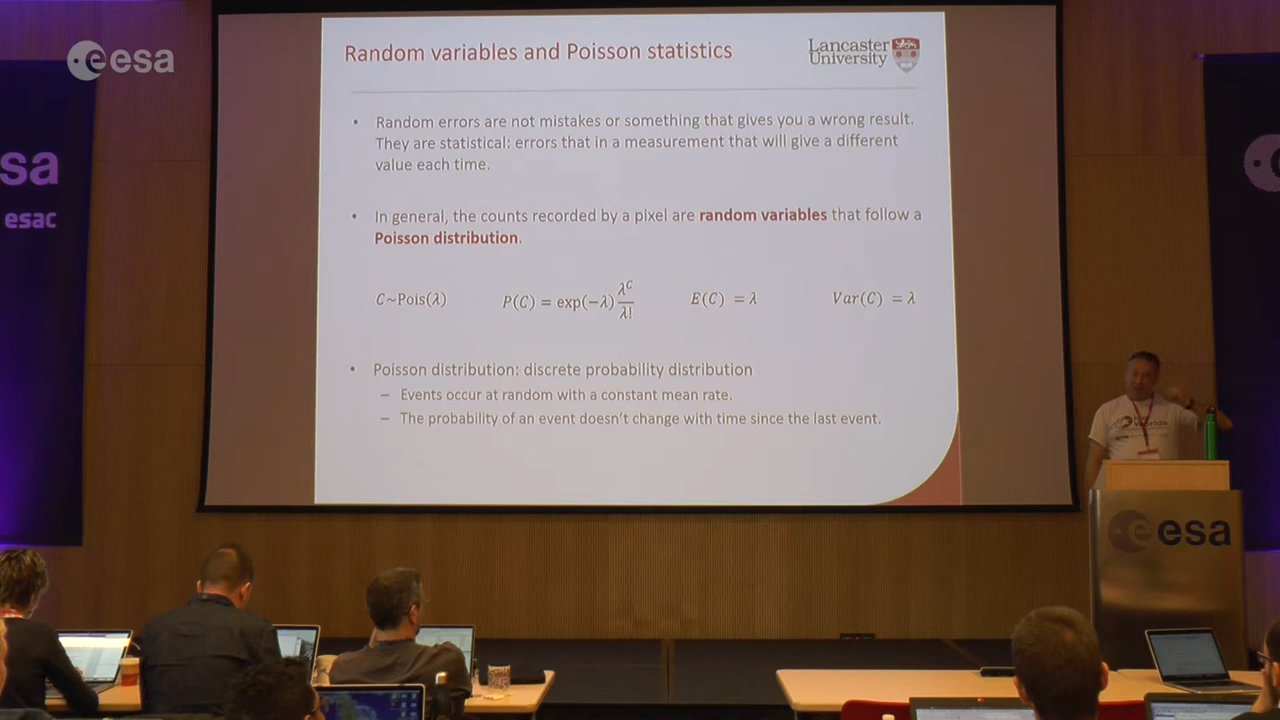 esa
sa
esac
Random variables and Poisson statistics
Lancaster
University
• Random errors are not mistakes or something that gives you a wrong result.
They are statistical: errors that in a measurement that will give a different
value each time.
• In general, the counts recorded by a pixel are random variables that follow a
Poisson distribution.
C~Pois(λ) P(C) = exp(−λ) λ^C/λ! E(C) = λ Var(C) = λ
• Poisson distribution: discrete probability distribution
– Events occur at random with a constant mean rate.
– The probability of an event doesn't change with time since the last event.
esa